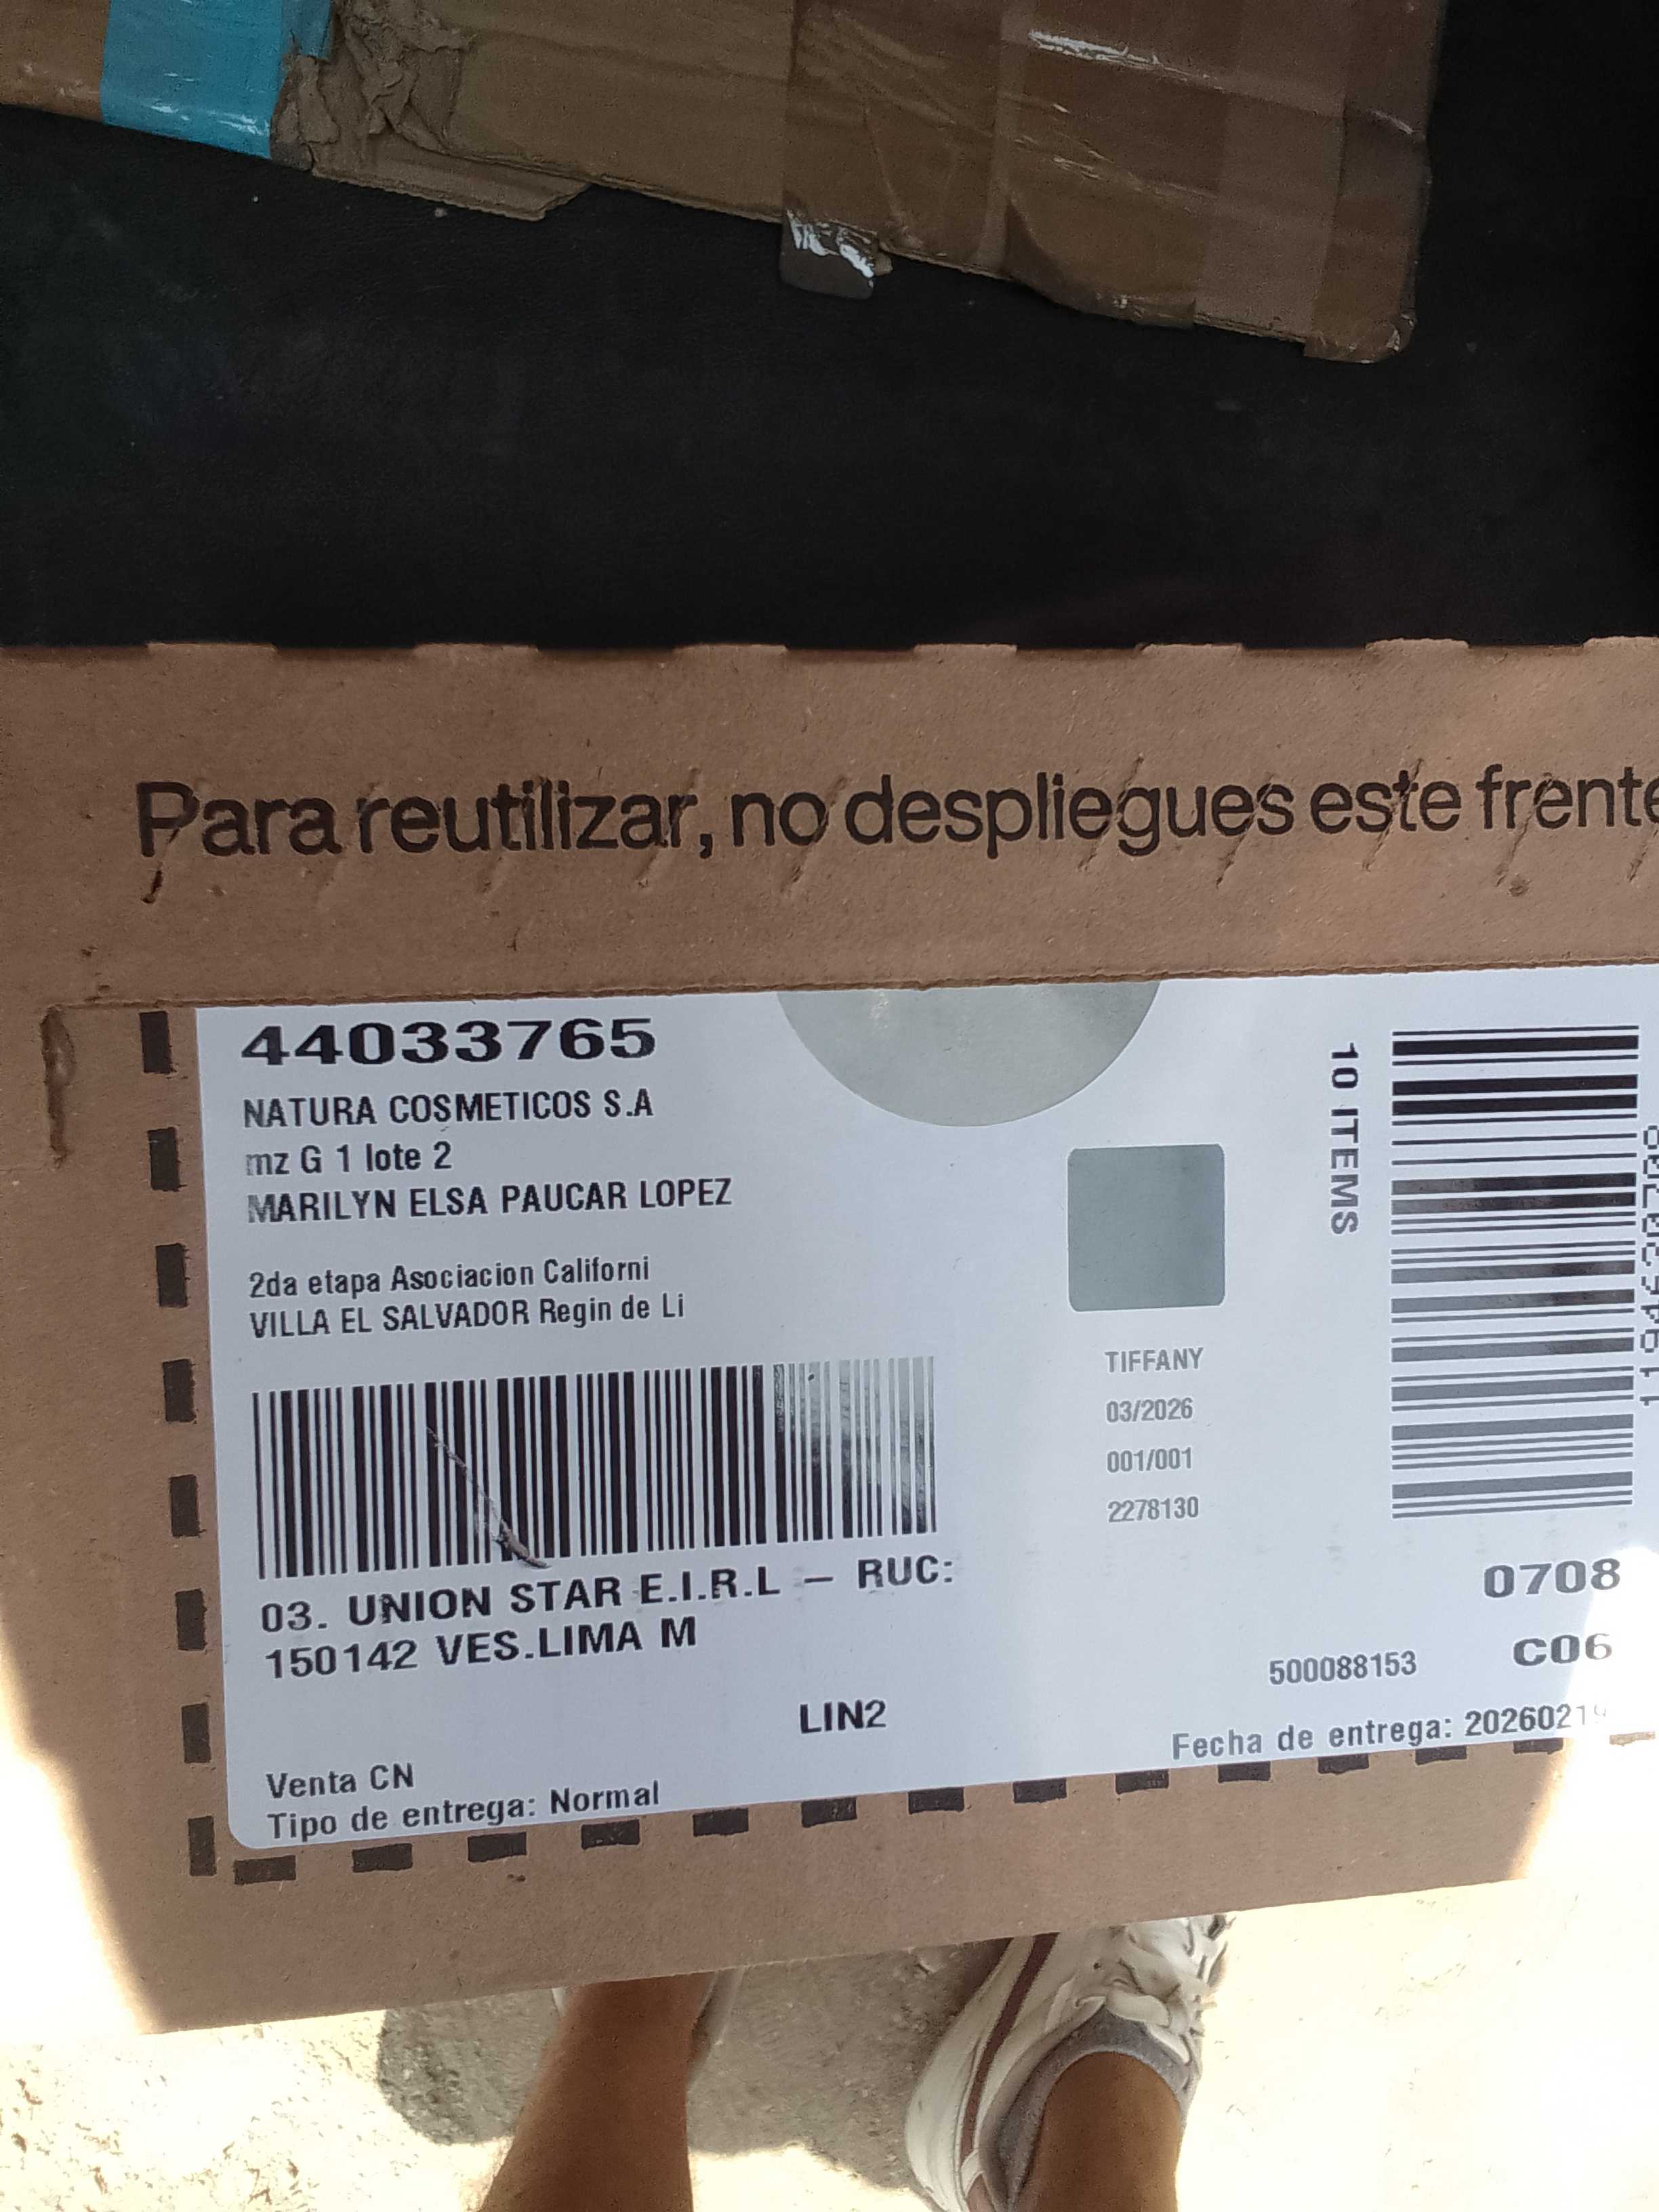 Para reutilizar, no despliegues este frente
44033765
NATURA COSMETICOS S.A
mz G 1 lote 2
MARILYN ELSA PAUCAR LOPEZ
2da etapa Asociacion Californi
VILLA EL SALVADOR Regin de Li
10 ITEMS
TIFFANY
03/2026
001/001
2278130
03. UNION STAR E.I.R.L – RUC:
150142 VES.LIMA M
0708
500088153
C06
LIN2
Fecha de entrega: 20260219
Venta CN
Tipo de entrega: Normal